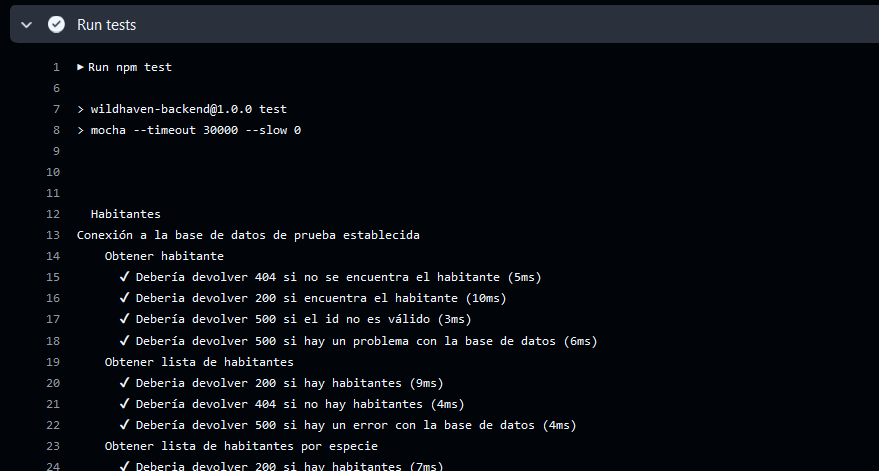 Run tests
1 ▶ Run npm test
6
7 > wildhaven-backend@1.0.0 test
8 > mocha --timeout 30000 --slow 0
9
10
11
12 Habitantes
13 Conexión a la base de datos de prueba establecida
14 Obtener habitante
15 ✔ Debería devolver 404 si no se encuentra el habitante (5ms)
16 ✔ Deberia devolver 200 si encuentra el habitante (10ms)
17 ✔ Debería devolver 500 si el id no es válido (3ms)
18 ✔ Debería devolver 500 si hay un problema con la base de datos (6ms)
19 Obtener lista de habitantes
20 ✔ Deberia devolver 200 si hay habitantes (9ms)
21 ✔ Debería devolver 404 si no hay habitantes (4ms)
22 ✔ Debería devolver 500 si hay un error con la base de datos (4ms)
23 Obtener lista de habitantes por especie
24 ✔ Deberia devolver 200 si hay habitantes (7ms)